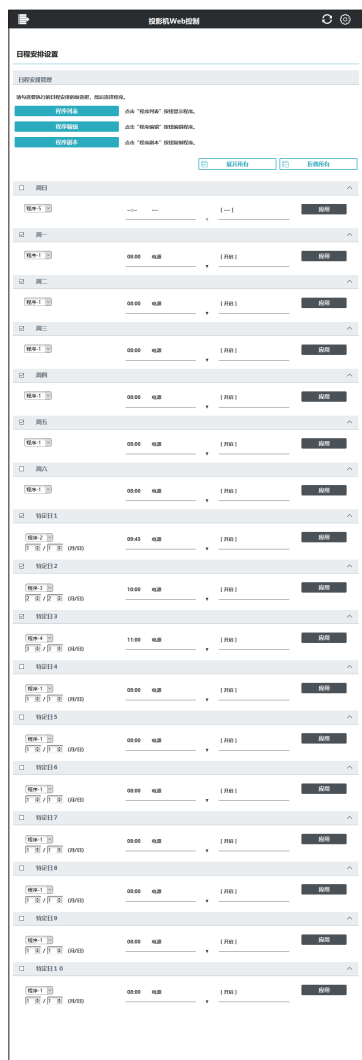 投影机Web控制
日程安排设置
日程安排管理
请勾选要执行的日程安排的复选框，然后选择程序。
程序列表 点击“程序列表”按钮显示程序。
程序编辑 点击“程序编辑”按钮编辑程序。
程序副本 点击“程序副本”按钮复制程序。
展开所有 折叠所有
周日
程序-5 --:-- --- [ --- ] 应用
周一
程序-1 08:00 电源 [ 开启 ] 应用
周二
程序-1 08:00 电源 [ 开启 ] 应用
周三
程序-1 08:00 电源 [ 开启 ] 应用
周四
程序-1 08:00 电源 [ 开启 ] 应用
周五
程序-1 08:00 电源 [ 开启 ] 应用
周六
程序-1 08:00 电源 [ 开启 ] 应用
特定日1
程序-2 09:45 电源 [ 开启 ] 应用
1 / 1 (月/日)
特定日2
程序-3 10:00 电源 [ 开启 ] 应用
2 / 2 (月/日)
特定日3
程序-4 11:00 电源 [ 开启 ] 应用
3 / 3 (月/日)
特定日4
程序-1 08:00 电源 [ 开启 ] 应用
1 / 1 (月/日)
特定日5
程序-1 08:00 电源 [ 开启 ] 应用
1 / 1 (月/日)
特定日6
程序-1 08:00 电源 [ 开启 ] 应用
1 / 1 (月/日)
特定日7
程序-1 08:00 电源 [ 开启 ] 应用
1 / 1 (月/日)
特定日8
程序-1 08:00 电源 [ 开启 ] 应用
1 / 1 (月/日)
特定日9
程序-1 08:00 电源 [ 开启 ] 应用
1 / 1 (月/日)
特定日10
程序-1 08:00 电源 [ 开启 ] 应用
1 / 1 (月/日)